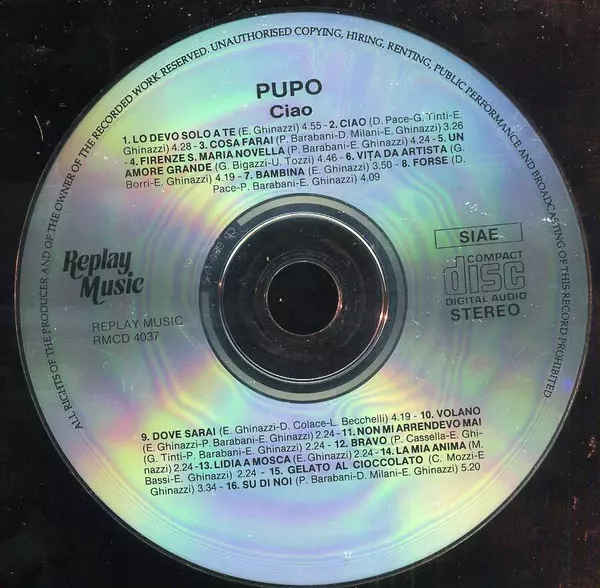 ALL RIGHTS OF THE PRODUCER AND OF THE OWNER OF THE RECORDED WORK RESERVED. UNAUTHORISED COPYING, HIRING, RENTING, PUBLIC PERFORMANCE AND BROADCASTING OF THIS RECORD PROHIBITED
PUPO
Ciao
1. LO DEVO SOLO A TE (E. Ghinazzi) 4.55 - 2. CIAO (D. Pace-G. Tinti-E.
Ghinazzi) 4.28 - 3. COSA FARAI (P. Barabani-D. Milani-E. Ghinazzi) 3.26
- 4. FIRENZE S. MARIA NOVELLA (P. Barabani-E. Ghinazzi) 4.24 - 5. UN
AMORE GRANDE (G. Bigazzi-U. Tozzi) 4.46 - 6. VITA DA ARTISTA (G.
Borri-E. Ghinazzi) 4.19 - 7. BAMBINA (E. Ghinazzi) 3.50 - 8. FORSE (D.
Pace-P. Barabani-E. Ghinazzi) 4.09
Replay
Music
REPLAY MUSIC
RMCD 4037
SIAE
COMPACT
disc
DIGITAL AUDIO
STEREO
9. DOVE SARAI (E. Ghinazzi-D. Colace-L. Becchelli) 4.19 - 10. VOLANO
(E. Ghinazzi-P. Barabani-E. Ghinazzi) 2.24 - 11. NON MI ARRENDEVO MAI
(G. Tinti-P. Barabani-E. Ghinazzi) 2.24 - 12. BRAVO (P. Cassella-E. Ghi-
nazzi) 2.24 - 13. LIDIA A MOSCA (E. Ghinazzi) 2.24 - 14. LA MIA ANIMA (M.
Bassi-E. Ghinazzi) 2.24 - 15. GELATO AL CIOCCOLATO (C. Mozzi-E
Ghinazzi) 3.34 - 16. SU DI NOI (P. Barabani-D. Milani-E. Ghinazzi) 5.20